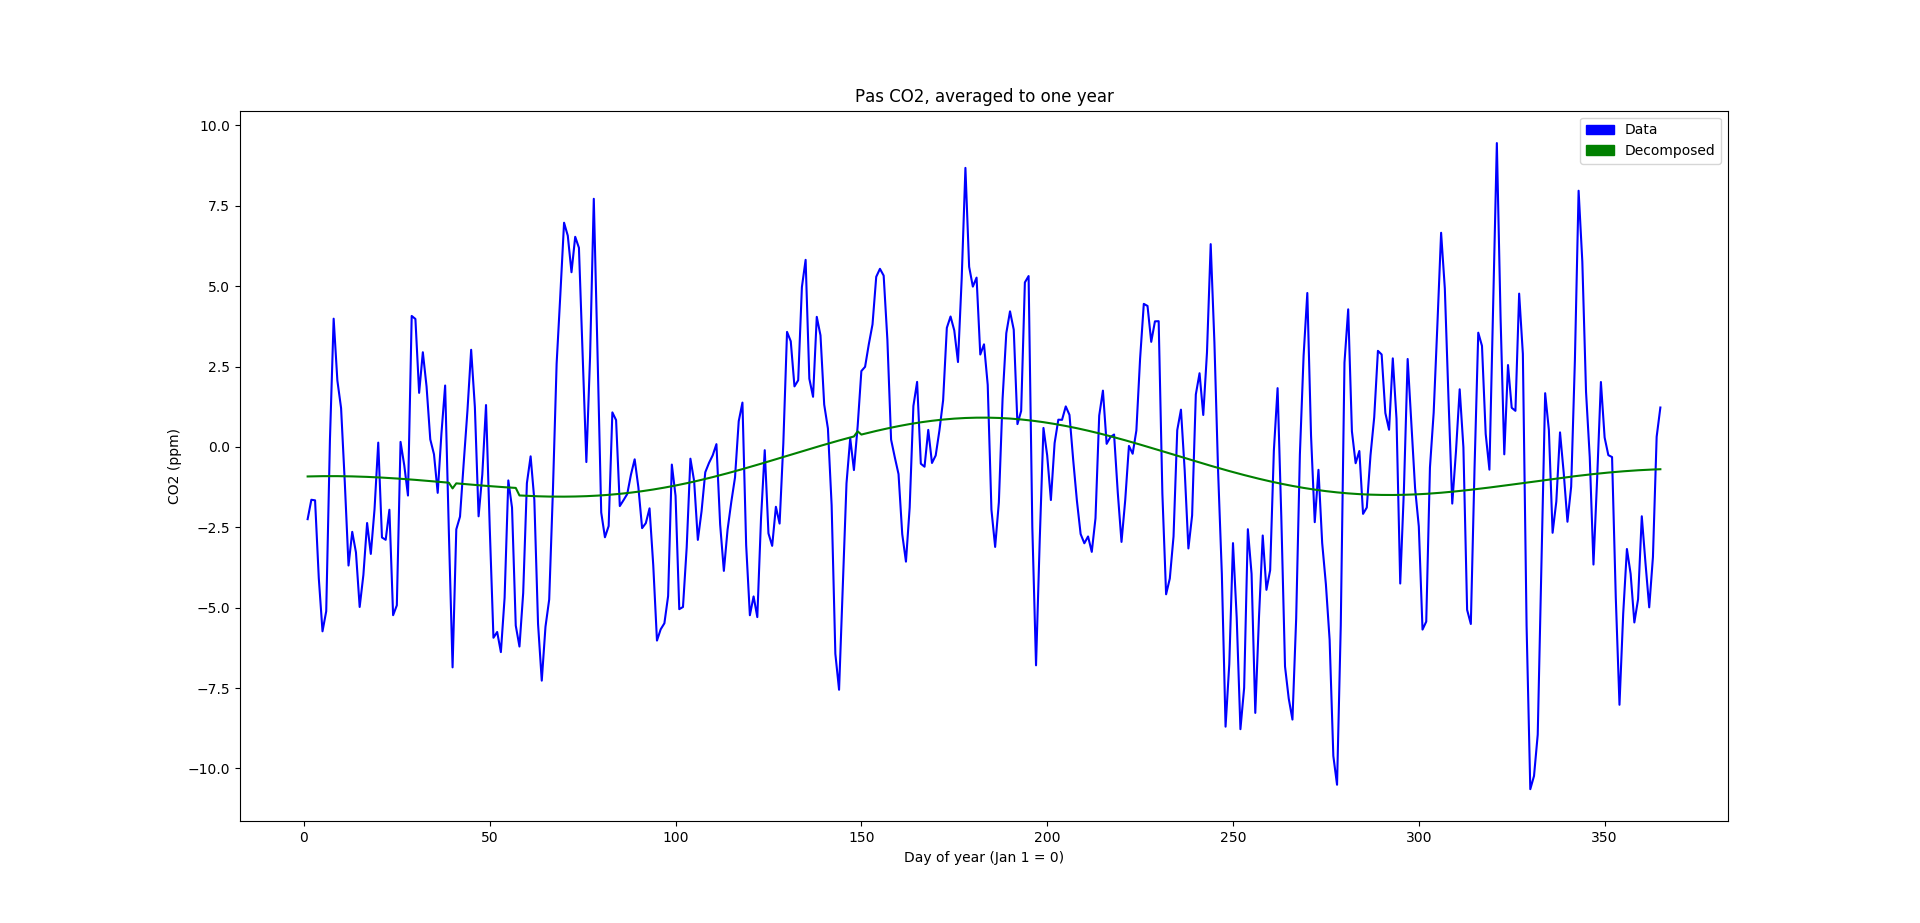 Pas CO2, averaged to one year
Data
Decomposed
CO2 (ppm)
10.0
7.5
5.0
2.5
0.0
−2.5
−5.0
−7.5
−10.0
0 50 100 150 200 250 300 350
Day of year (Jan 1 = 0)